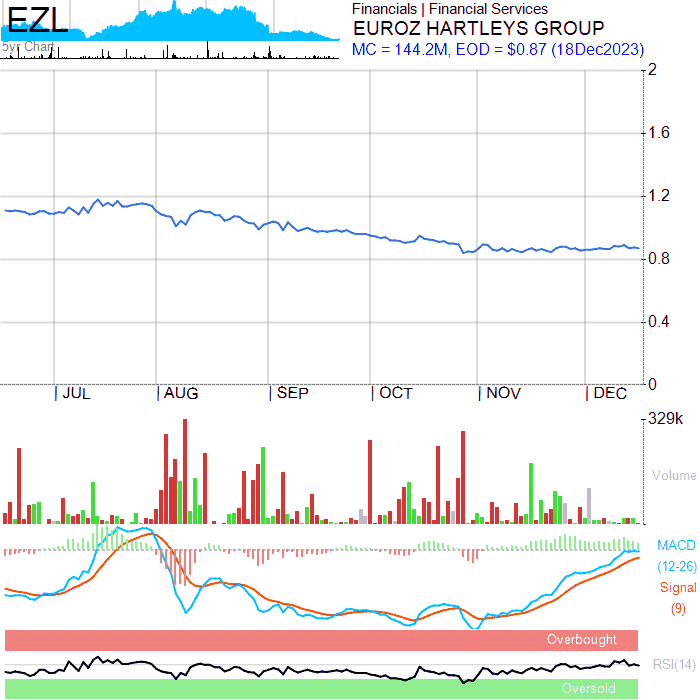 EZL
5yr Chart
Financials | Financial Services
EUROZ HARTLEYS GROUP
MC = 144.2M, EOD = $0.87 (18Dec2023)
2
1.6
1.2
0.8
0.4
0
JUL AUG SEP OCT NOV DEC
329k
Volume
MACD
(12-26)
Signal
(9)
Overbought
RSI(14)
Oversold